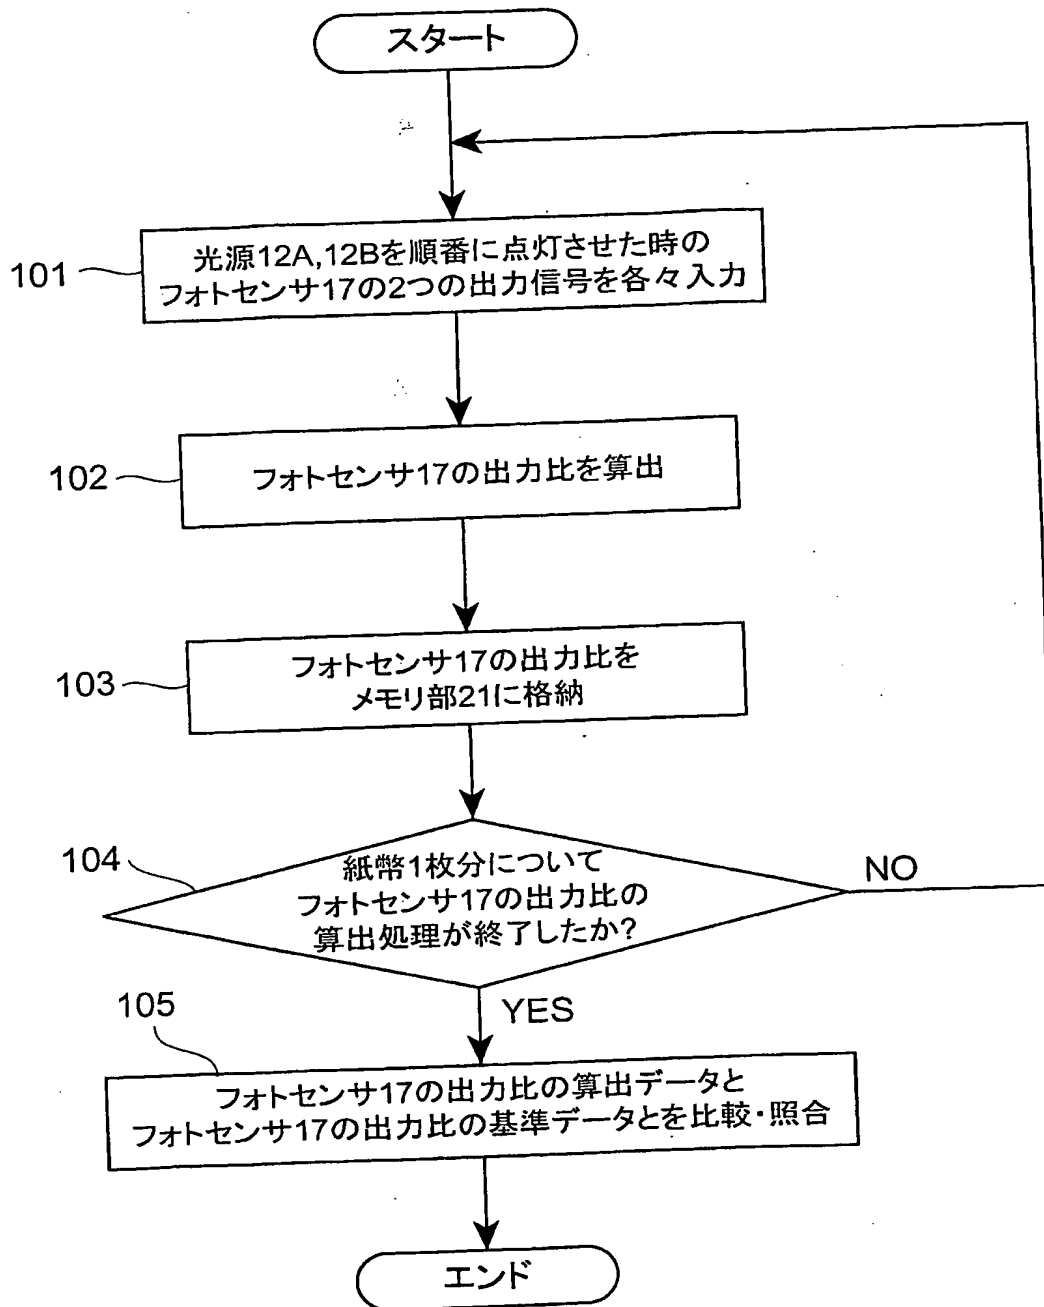 スタート
101
光源12A,12Bを順番に点灯させた時の
フォトセンサ17の2つの出力信号を各々入力
102
フォトセンサ17の出力比を算出
103
フォトセンサ17の出力比を
メモリ部21に格納
104
紙幣1枚分について
フォトセンサ17の出力比の
算出処理が終了したか?
NO
YES
105
フォトセンサ17の出力比の算出データと
フォトセンサ17の出力比の基準データとを比較・照合
エンド